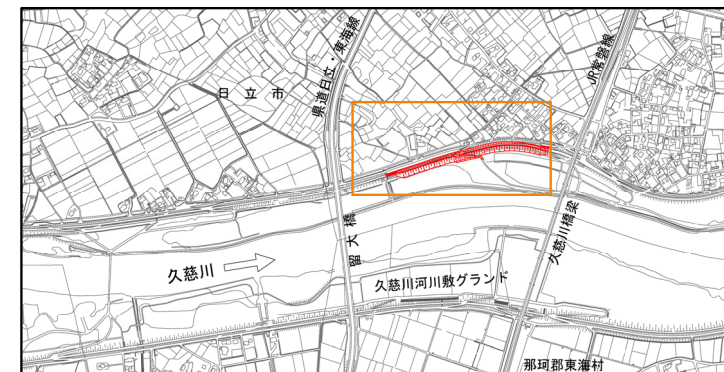 日立市
県道日立・東海線
JR常磐線
留大橋
久慈川橋梁
久慈川
久慈川河川敷グランド
那珂郡東海村